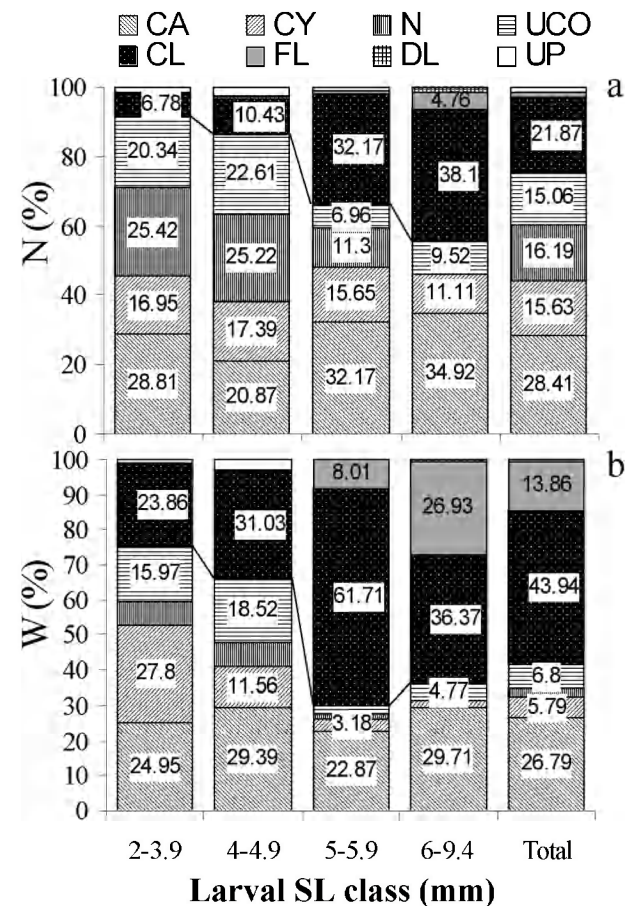 CA CY N UCO
CL FL DL UP
a
N (%)
100
80
60
40
20
0
6.78 10.43 32.17 4.76 21.87
20.34 22.61 6.96 38.1 15.06
25.42 25.22 11.3 9.52 16.19
16.95 17.39 15.65 11.11 15.63
28.81 20.87 32.17 34.92 28.41
b
W (%)
100
90
80
70
60
50
40
30
20
10
0
23.86 31.03 8.01 26.93 13.86
15.97 18.52 61.71 36.37 43.94
27.8 11.56 3.18 4.77 6.8
5.79
24.95 29.39 22.87 29.71 26.79
2-3.9 4-4.9 5-5.9 6-9.4 Total
Larval SL class (mm)